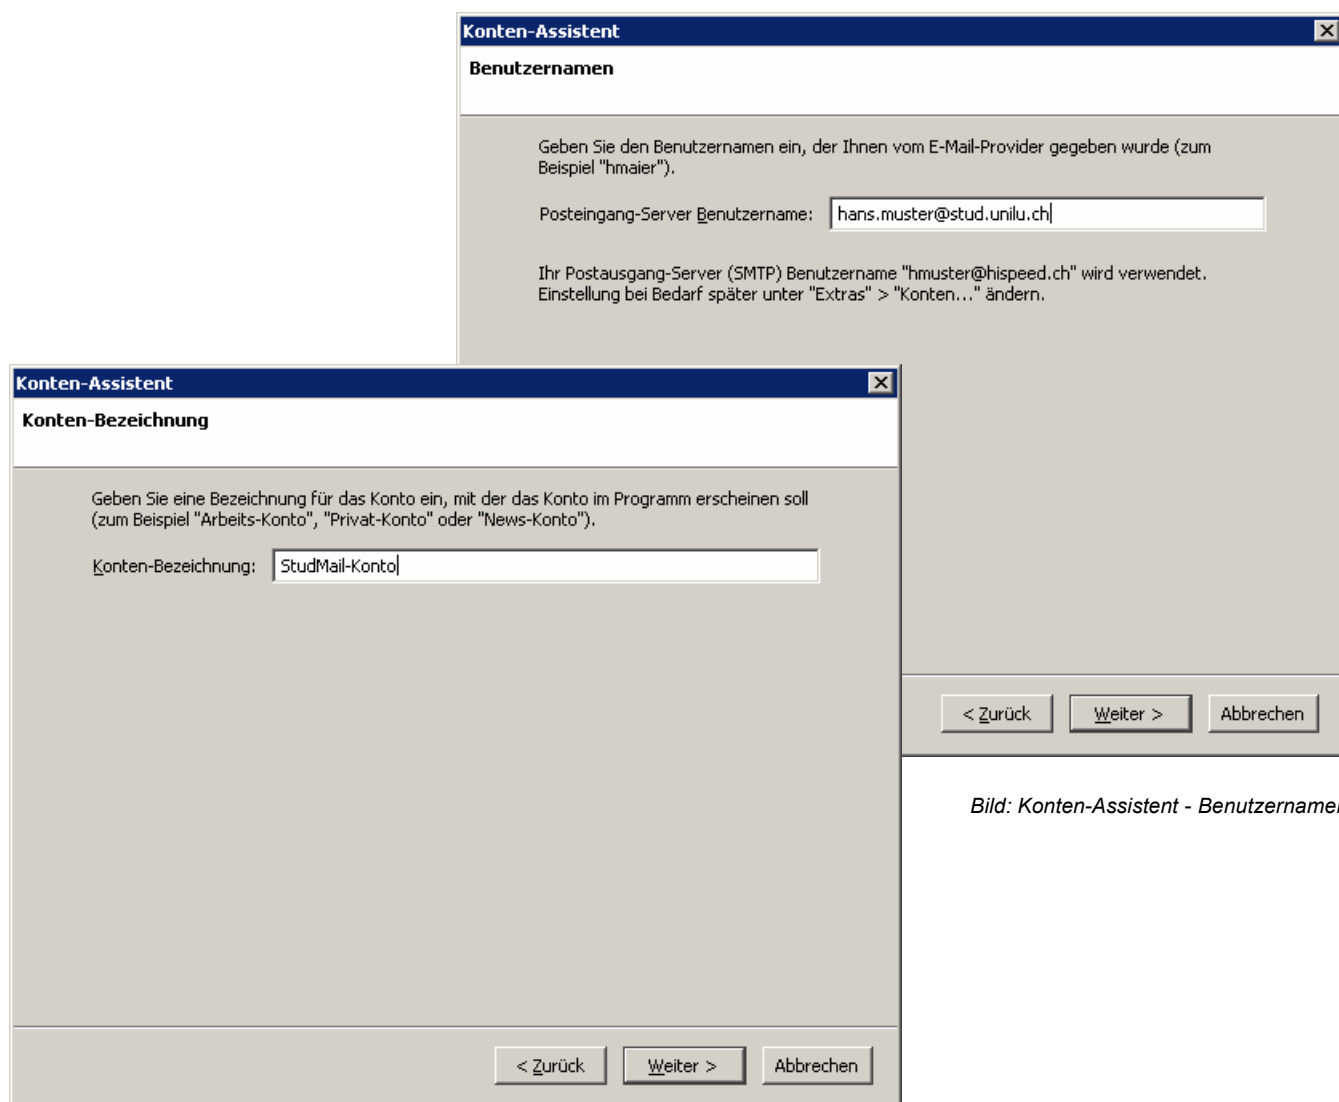 Konten-Assistent
Benutzernamen
Geben Sie den Benutzernamen ein, der Ihnen vom E-Mail-Provider gegeben wurde (zum
Beispiel "hmaier").
Posteingang-Server Benutzername: hans.muster@stud.unilu.ch
Ihr Postausgang-Server (SMTP) Benutzername "hmuster@hispeed.ch" wird verwendet.
Einstellung bei Bedarf später unter "Extras" > "Konten..." ändern.
< Zurück Weiter > Abbrechen
Bild: Konten-Assistent - Benutzernamen
Konten-Assistent
Konten-Bezeichnung
Geben Sie eine Bezeichnung für das Konto ein, mit der das Konto im Programm erscheinen soll
(zum Beispiel "Arbeits-Konto", "Privat-Konto" oder "News-Konto").
Konten-Bezeichnung: StudMail-Konto
< Zurück Weiter > Abbrechen